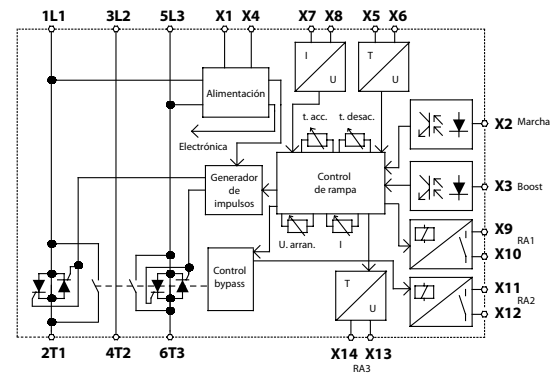 1L1 3L2 5L3 X1 X4 X7 X8 X5 X6
I
U
T
U
Alimentación
t. acc. t. desac.
X2 Marcha
Electrónica
Generador
de
impulsos
Control
de rampa
X3 Boost
U. arran. I
X9
RA1
X10
Control
bypass
T
U
X11
RA2
X12
2T1 4T2 6T3
X14 X13
RA3